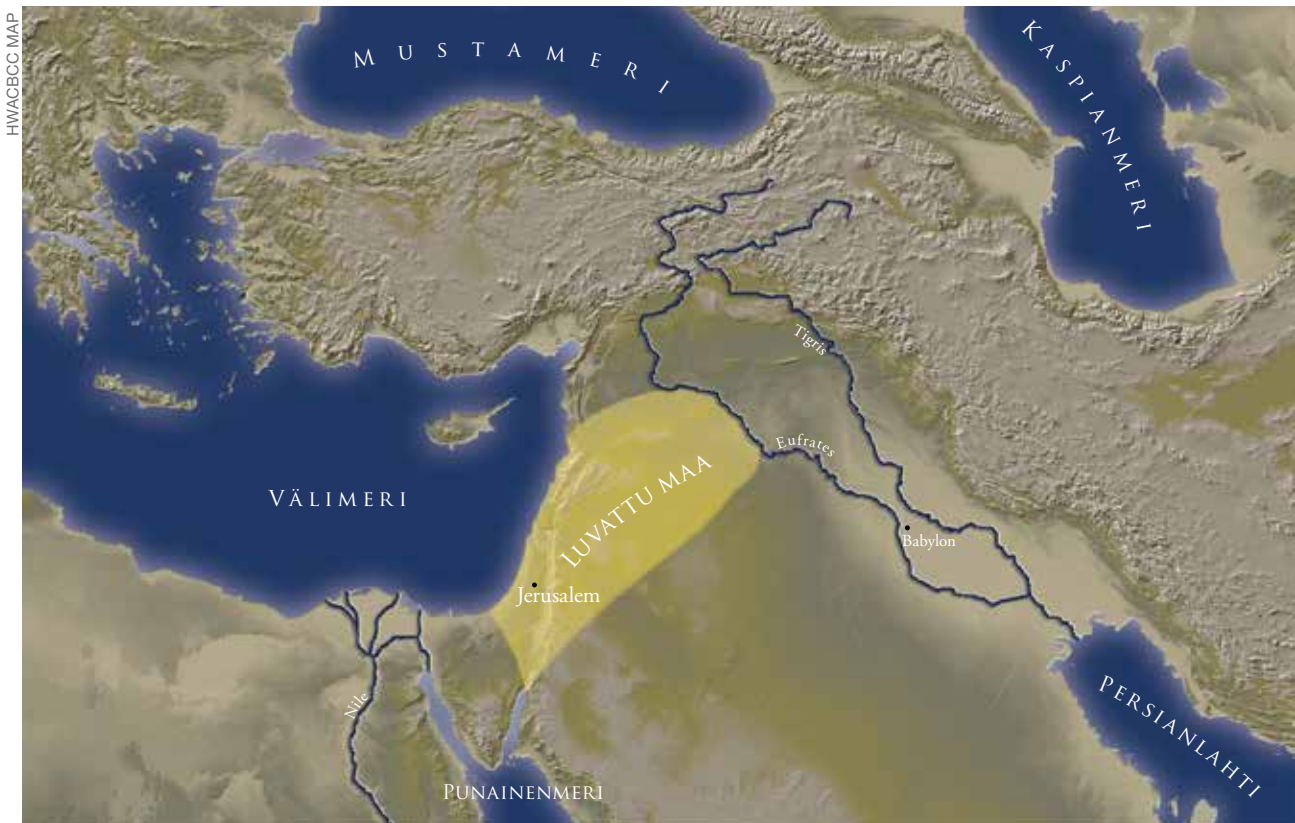 HWACBCC MAP
MUSTAMERI
KASPIANMERI
Tigris
Eufrates
LUVATTU MAA
VÄLIMERI
Babylon
Jerusalem
Nile
PERSIANLAHTI
PUNAINENMERI